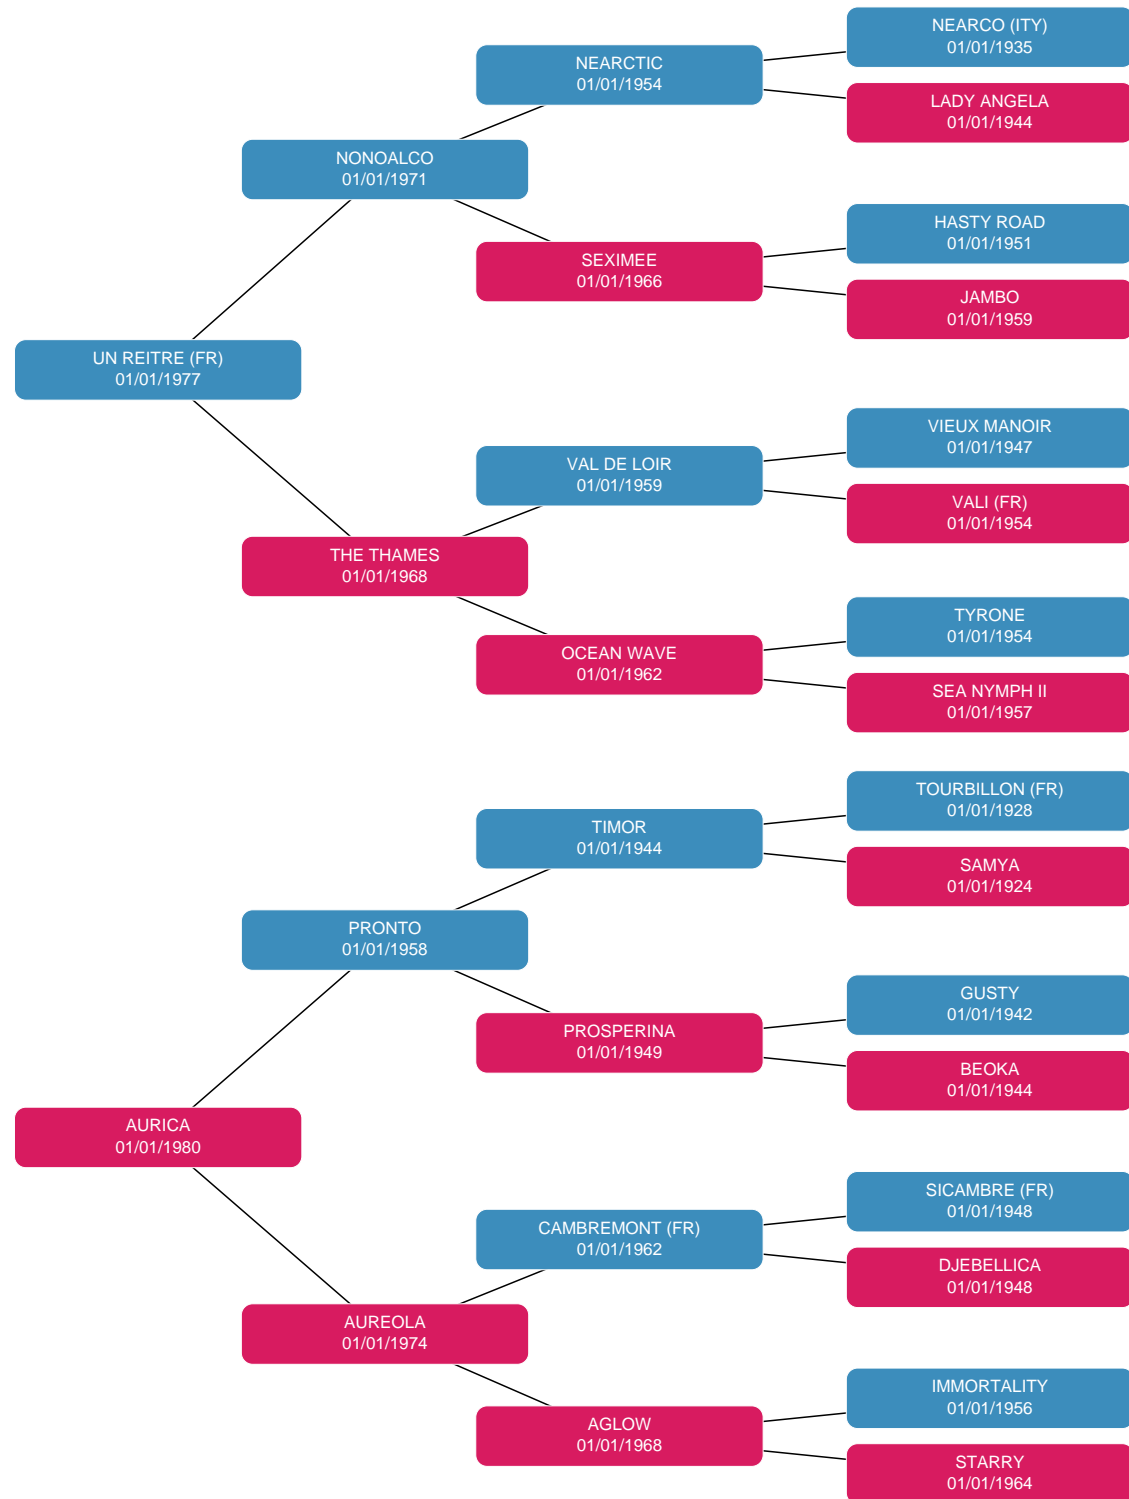 NEARCO (ITY)
01/01/1935
NEARCTIC
01/01/1954
LADY ANGELA
01/01/1944
NONOALCO
01/01/1971
HASTY ROAD
01/01/1951
SEXIMEE
01/01/1966
JAMBO
01/01/1959
UN REITRE (FR)
01/01/1977
VIEUX MANOIR
01/01/1947
VAL DE LOIR
01/01/1959
VALI (FR)
01/01/1954
THE THAMES
01/01/1968
TYRONE
01/01/1954
OCEAN WAVE
01/01/1962
SEA NYMPH II
01/01/1957
TOURBILLON (FR)
01/01/1928
TIMOR
01/01/1944
SAMYA
01/01/1924
PRONTO
01/01/1958
GUSTY
01/01/1942
PROSPERINA
01/01/1949
BEOKA
01/01/1944
AURICA
01/01/1980
SICAMBRE (FR)
01/01/1948
CAMBREMONT (FR)
01/01/1962
DJEBELLICA
01/01/1948
AUREOLA
01/01/1974
IMMORTALITY
01/01/1956
AGLOW
01/01/1968
STARRY
01/01/1964